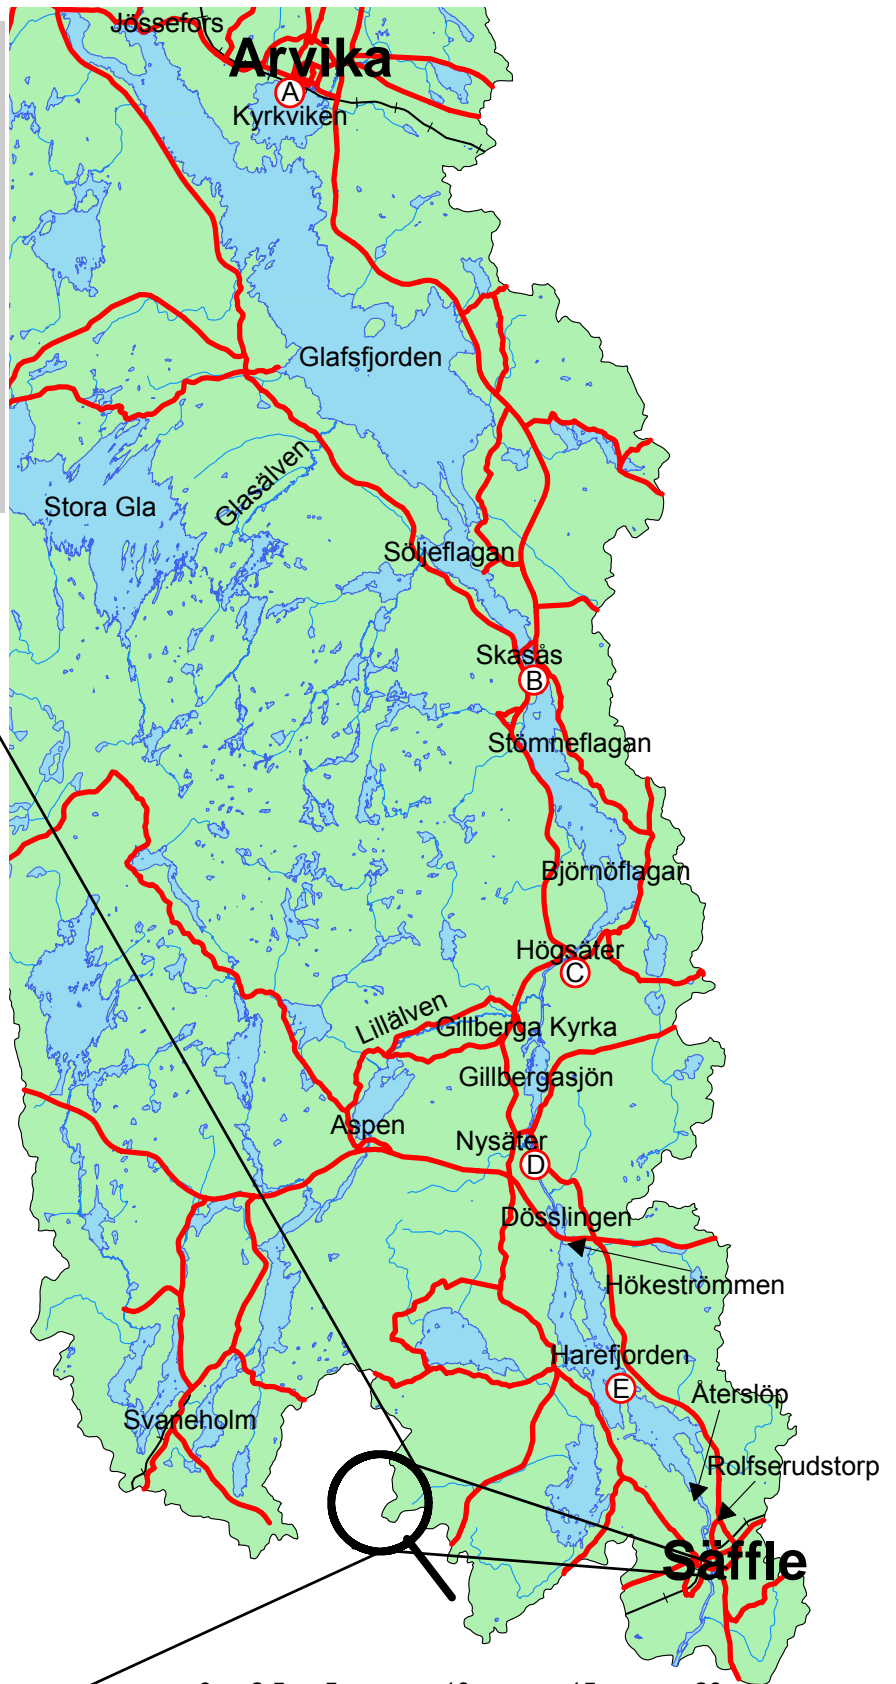 Jössefors
Arvika
A
Kyrkviken
Glafsfjorden
Glasälven
Stora Gla
Söljeflagan
Skasås
B
Stömneflagan
Björnöflagan
Högsäter
C
Lillälven
Gillberga Kyrka
Gillbergasjön
Aspen
Nysäter
D
Dösslingen
Hökeströmmen
Harefjorden
E
Återslöp
Svaneholm
Rolfserudstorp
Säffle